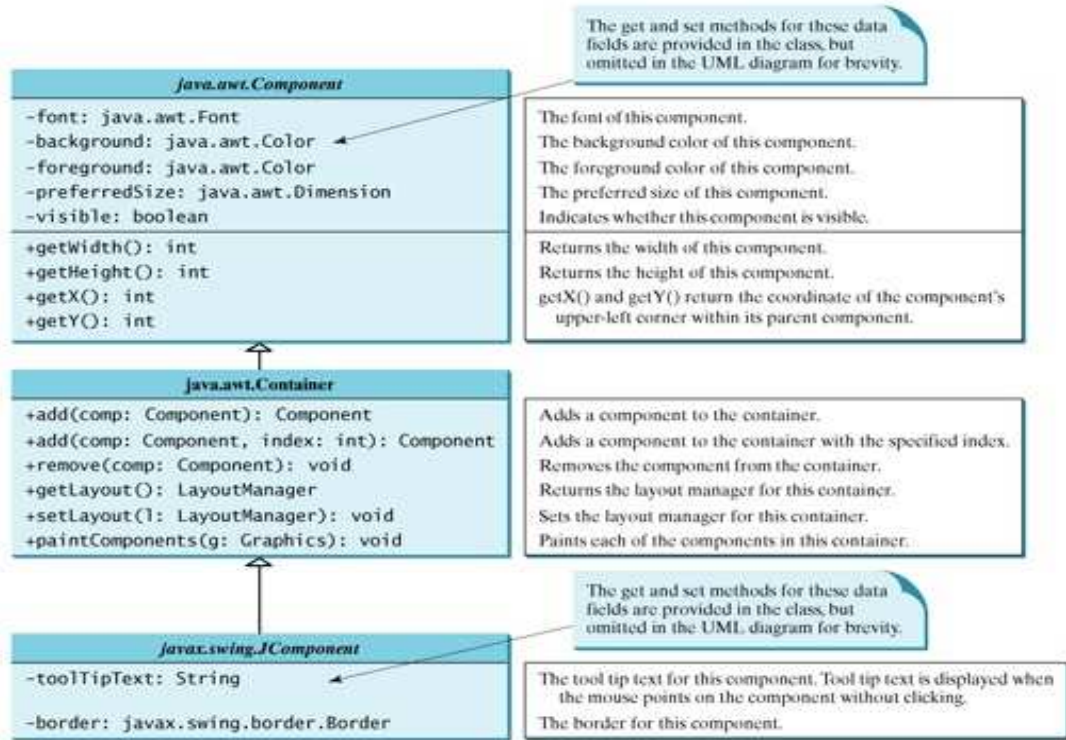 The get and set methods for these data
fields are provided in the class, but
omitted in the UML diagram for brevity.
java.awt.Component
-font: java.awt.Font
-background: java.awt.Color
-foreground: java.awt.Color
-preferredSize: java.awt.Dimension
-visible: boolean
The font of this component.
The background color of this component.
The foreground color of this component.
The preferred size of this component.
Indicates whether this component is visible.
+getWidth(): int
+getHeight(): int
+getX(): int
+getY(): int
Returns the width of this component.
Returns the height of this component.
getX() and getY() return the coordinate of the component's
upper-left corner within its parent component.
java.awt.Container
+add(comp: Component): Component
+add(comp: Component, index: int): Component
+remove(comp: Component): void
+getLayout(): LayoutManager
+setLayout(l: LayoutManager): void
+paintComponents(g: Graphics): void
Adds a component to the container.
Adds a component to the container with the specified index.
Removes the component from the container.
Returns the layout manager for this container.
Sets the layout manager for this container.
Paints each of the components in this container.
The get and set methods for these data
fields are provided in the class, but
omitted in the UML diagram for brevity.
javax.swing.JComponent
-toolTipText: String
-border: javax.swing.border.Border
The tool tip text for this component. Tool tip text is displayed when
the mouse points on the component without clicking.
The border for this component.